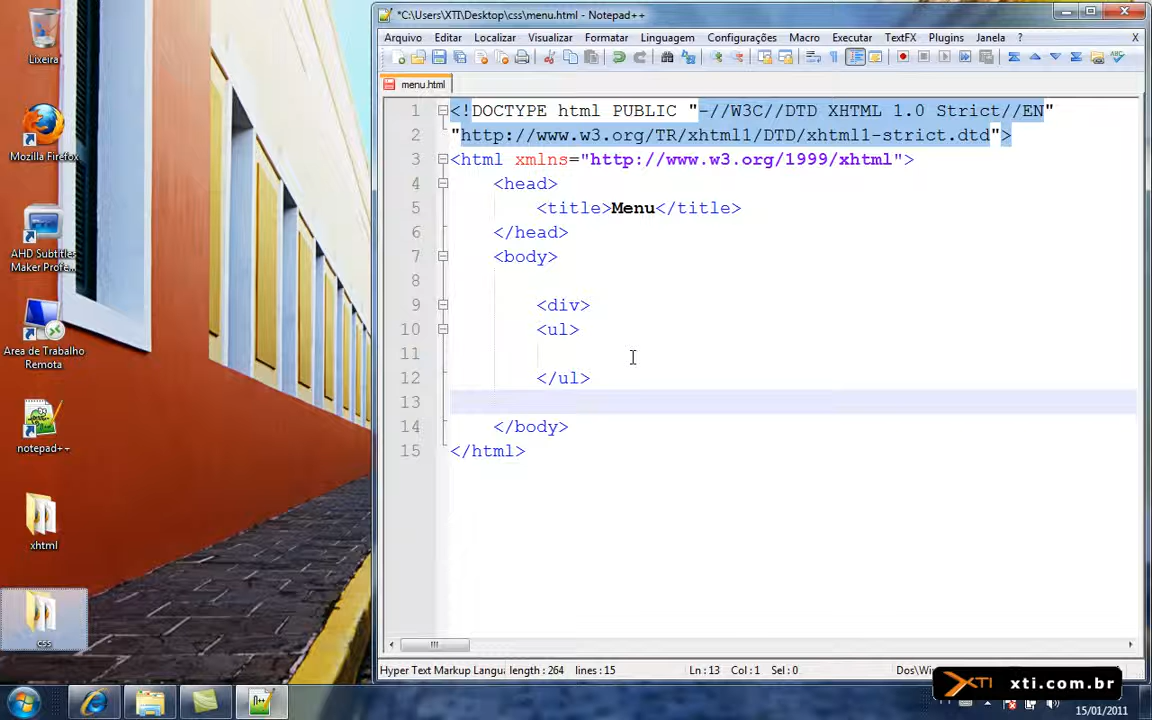 Lixeira
Mozilla Firefox
AHD Subtitle
Maker Profe...
Área de Trabalho
Remota
notepad++
xhtml
css
*C:\Users\XTI\Desktop\css\menu.html - Notepad++
Arquivo Editar Localizar Visualizar Formatar Linguagem Configurações Macro Executar TextFX Plugins Janela ? X
menu.html
1 <!DOCTYPE html PUBLIC "-//W3C//DTD XHTML 1.0 Strict//EN"
2 "http://www.w3.org/TR/xhtml1/DTD/xhtml1-strict.dtd">
3 <html xmlns="http://www.w3.org/1999/xhtml">
4 <head>
5 <title>Menu</title>
6 </head>
7 <body>
8
9 <div>
10 <ul>
11
12 </ul>
13
14 </body>
15 </html>
Hyper Text Markup Langu length : 264 lines : 15 Ln : 13 Col : 1 Sel : 0 Dos\Win
XTI xti.com.br
15/01/2011